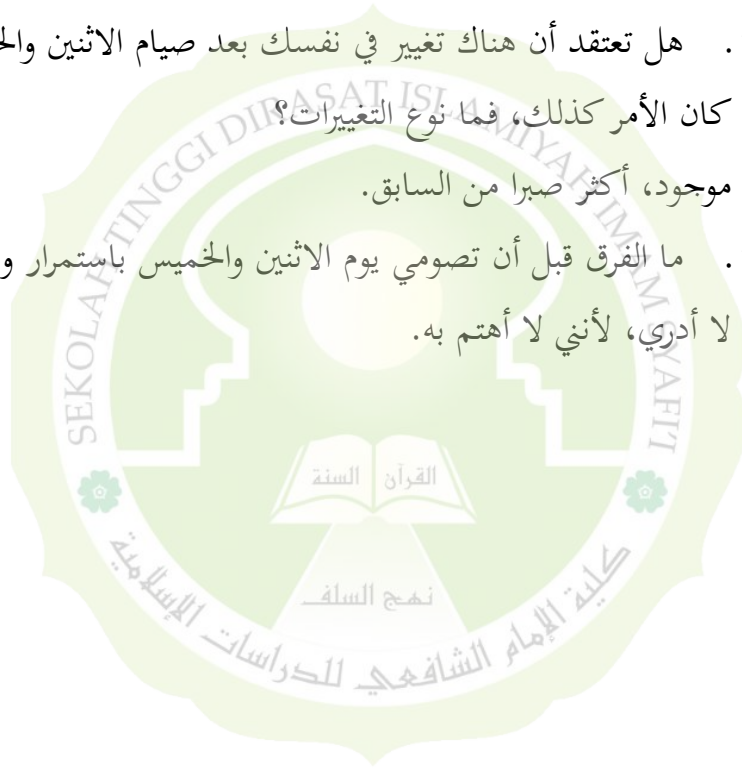 . هل تعتقد أن هناك تغيير في نفسك بعد صيام الاثنين
كان الأمر كذلك، فما نوع التغييرات؟
موجود، أكثر صبرا من السابق.
. ما الفرق قبل أن تصومي يوم الاثنين والخميس باستمرار
لا أدري، لأنني لا أهتم به.
SEKOLAH TINGGI DIRASAT ISLAMIYAH IMAM SYAFI'I
القرآن السنة
نهج السلف
كلية الإمام الشافعي للدراسات الإسلامية